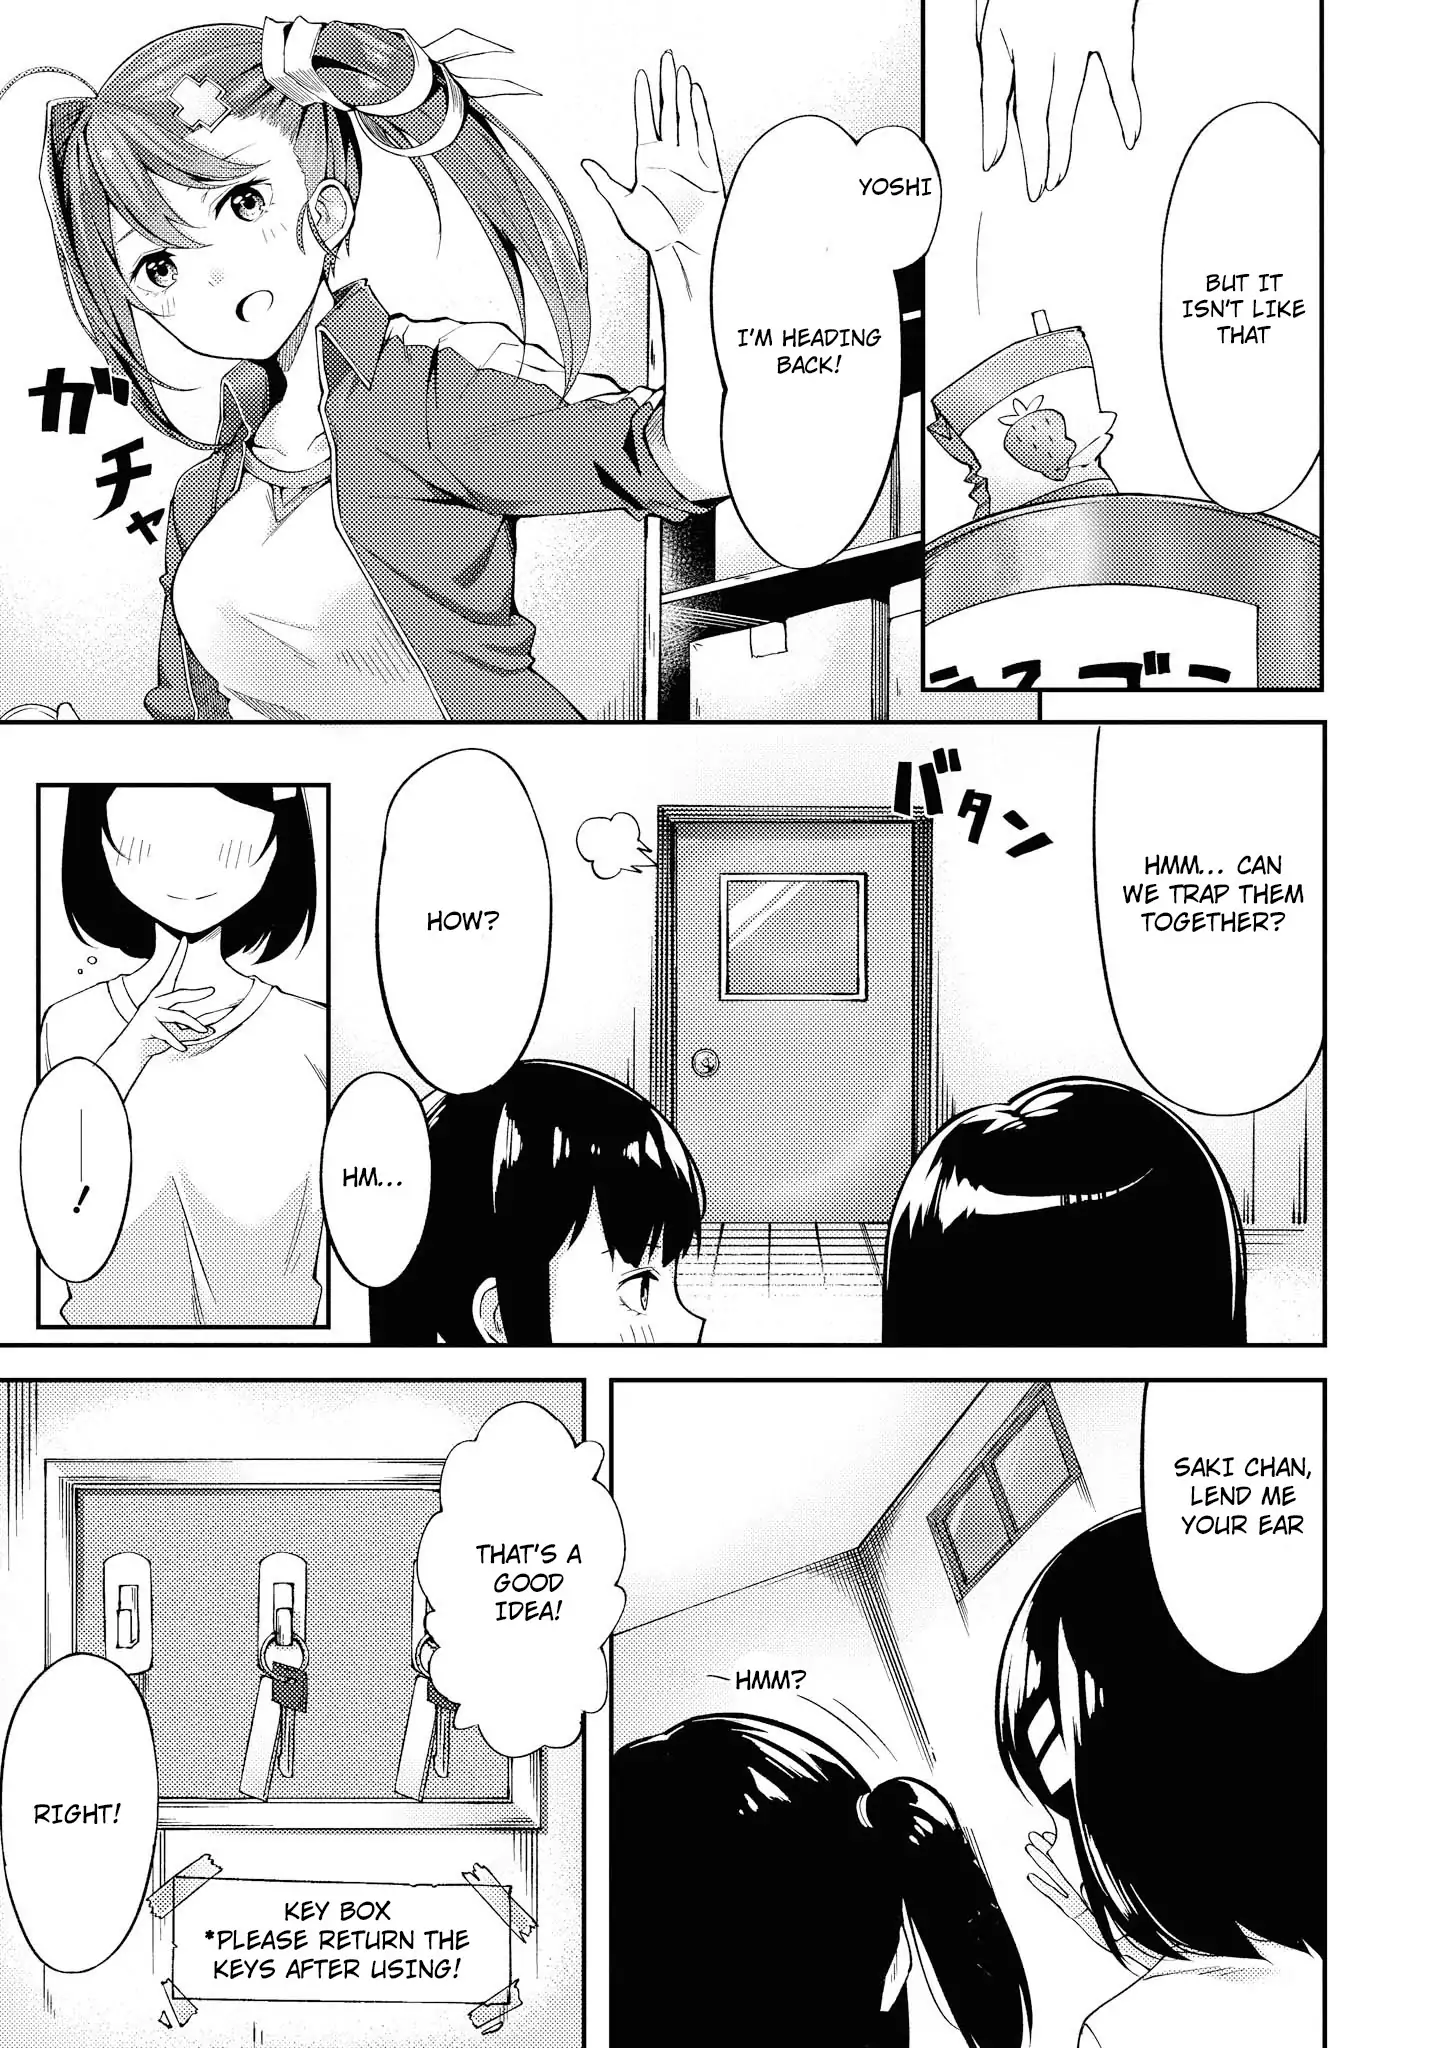 BUT IT
ISN'T LIKE
THAT
YOSHI
I'M HEADING
BACK!
ガチャ
HMM... CAN
WE TRAP THEM
TOGETHER?
バタン
HOW?
HM...
!
SAKI CHAN,
LEND ME
YOUR EAR
HMM?
THAT'S A
GOOD
IDEA!
RIGHT!
KEY BOX
*PLEASE RETURN THE
KEYS AFTER USING!